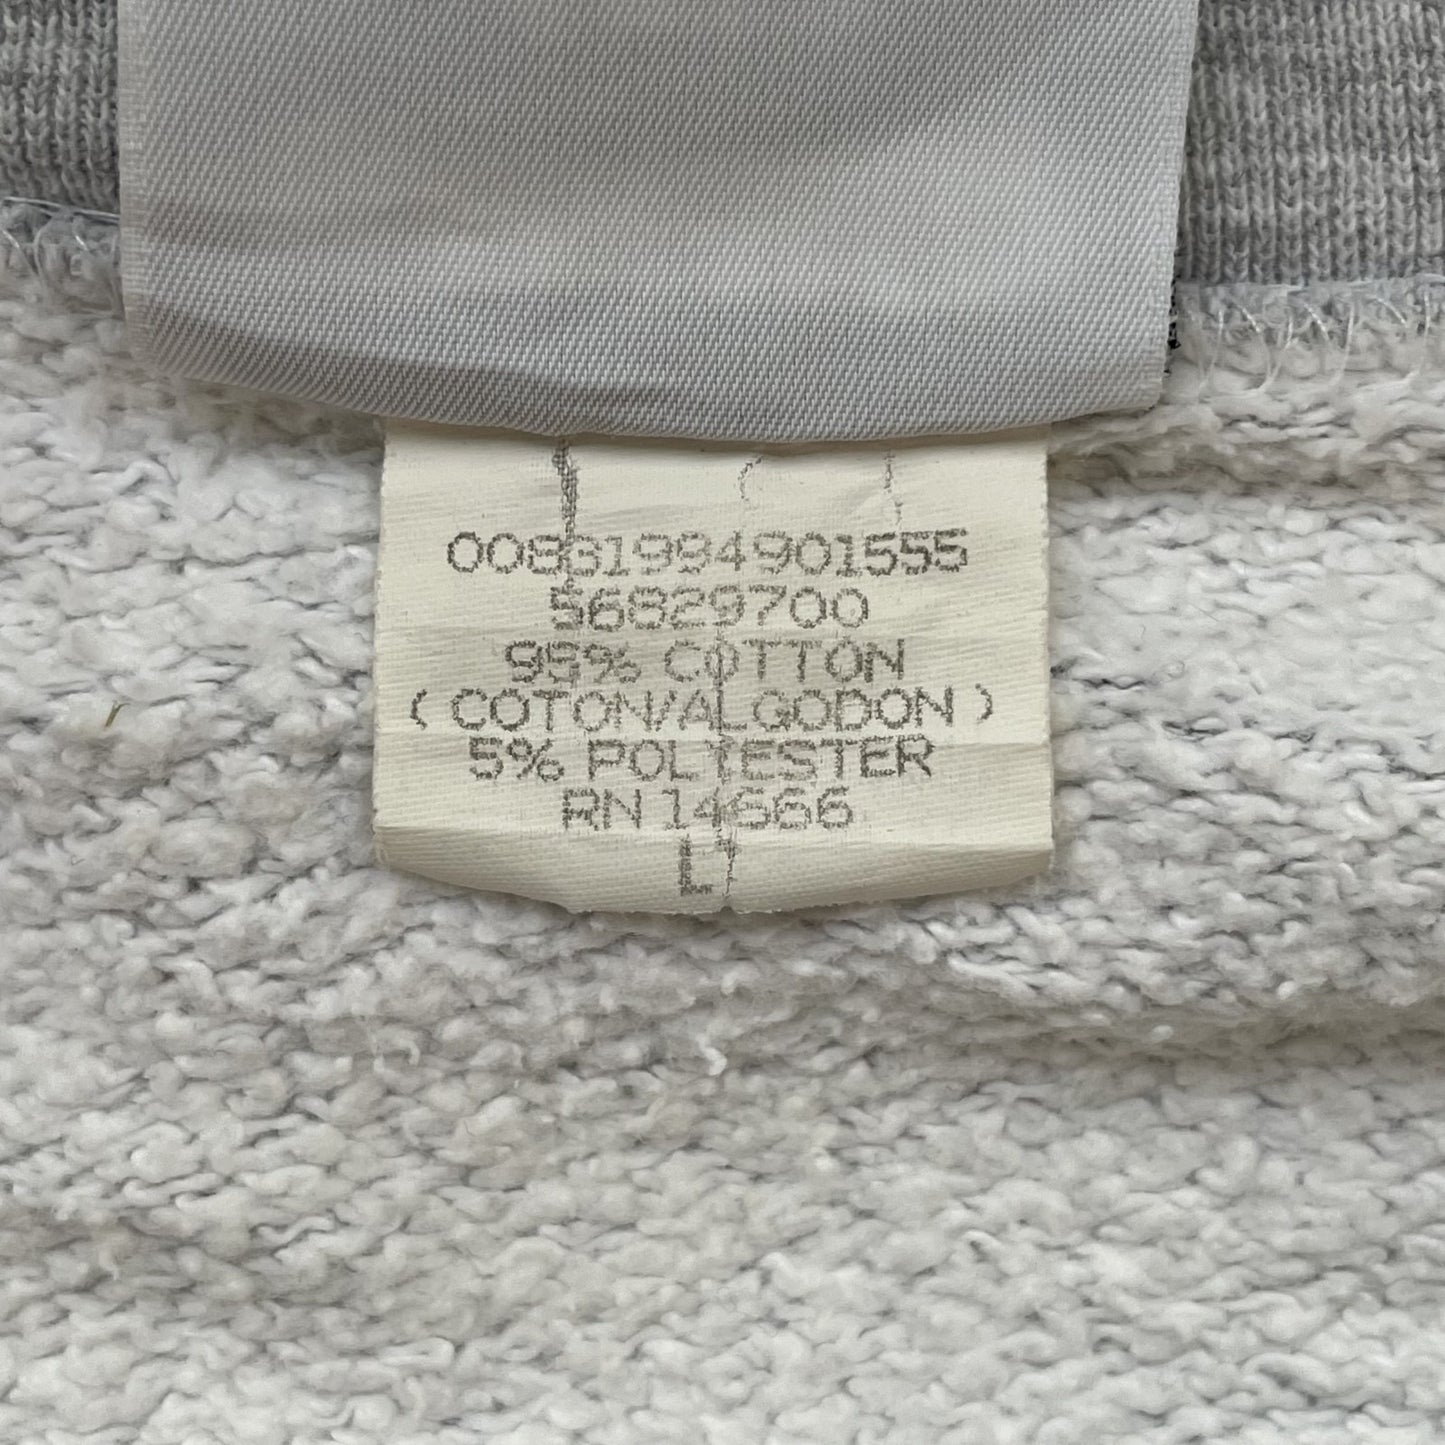 00831994901555
56829700
95% COTTON
( COTON/ALGODON )
5% POLYESTER
RN 14666
L